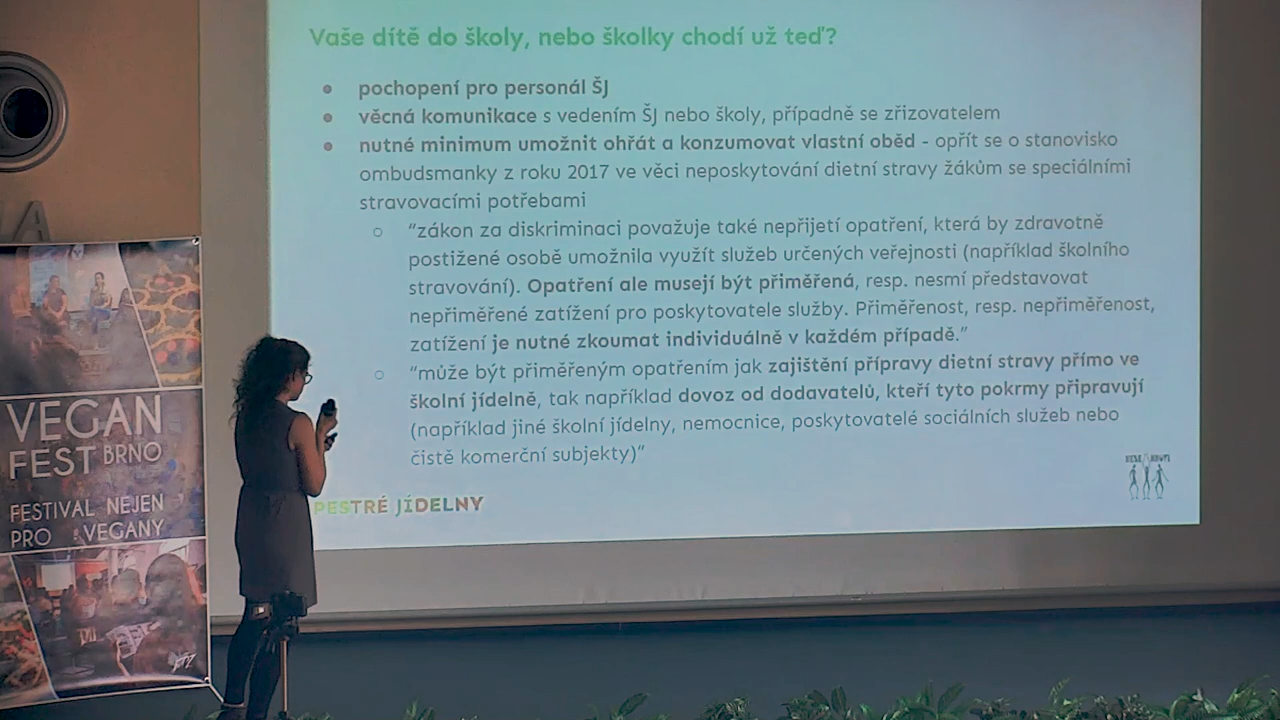 Vaše dítě do školy, nebo školky chodí už teď?
pochopení pro personál ŠJ
věcná komunikace s vedením ŠJ nebo školy, případně se zřizovatelem
nutné minimum umožnit ohřát a konzumovat vlastní oběd - opřít se o stanovisko
ombudsmanky z roku 2017 ve věci neposkytování dietní stravy žákům se speciálními
stravovacími potřebami
"zákon za diskriminaci považuje také nepřijetí opatření, která by zdravotně
postižené osobě umožnila využít služeb určených veřejnosti (například školního
stravování). Opatření ale musejí být přiměřená, resp. nesmí představovat
nepřiměřené zatížení pro poskytovatele služby. Přiměřenost, resp. nepřiměřenost,
zatížení je nutné zkoumat individuálně v každém případě."
"může být přiměřeným opatřením jak zajištění přípravy dietní stravy přímo ve
školní jídelně, tak například dovoz od dodavatelů, kteří tyto pokrmy připravují
(například jiné školní jídelny, nemocnice, poskytovatelé sociálních služeb nebo
čistě komerční subjekty)"
PESTRÉ JÍDELNY
VEGAN
FEST BRNO
FESTIVAL NEJEN
PRO VEGANY